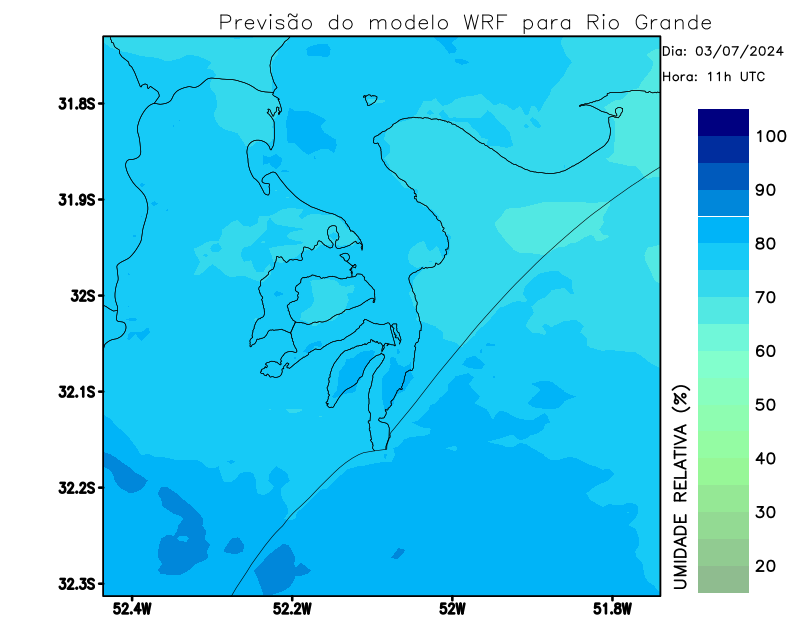 Previsão do modelo WRF para Rio Grande
Dia: 03/07/2024
Hora: 11h UTC
31.8S
31.9S
32S
32.1S
32.2S
32.3S
52.4W
52.2W
52W
51.8W
100
90
80
70
60
50
40
30
20
UMIDADE RELATIVA (%)